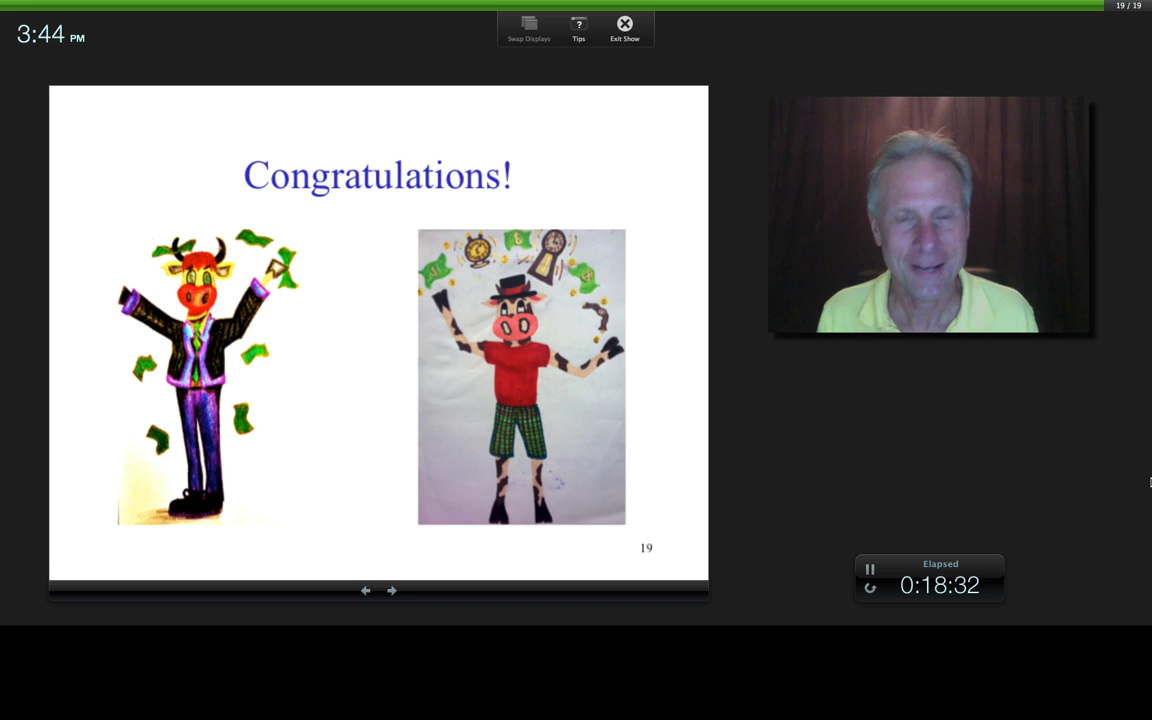 19 / 19
3:44 PM
Swap Displays
Tips
Exit Show
Congratulations!
19
Elapsed
0:18:32